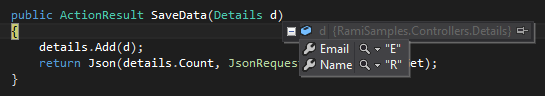 public ActionResult SaveData(Details d)
{
d {RamiSamples.Controllers.Details}
Email "E"
details.Add(d);
Name "R"
return Json(details.Count, JsonReques et);
}